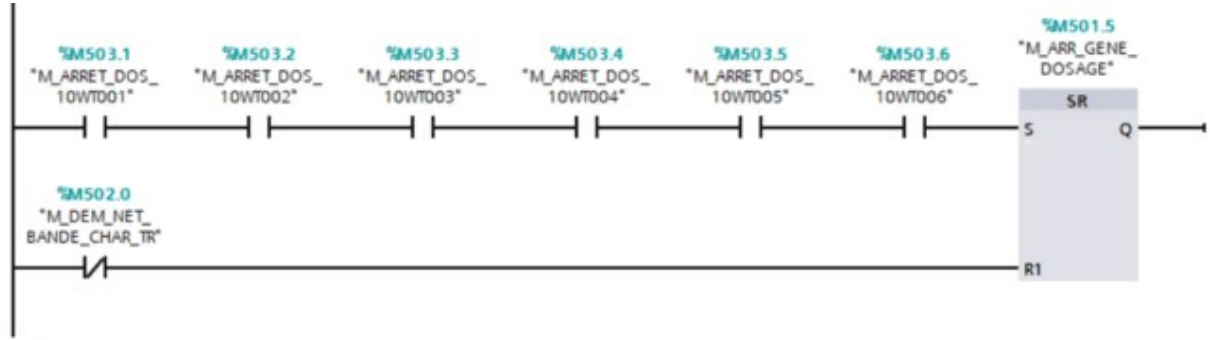 %M503.1
"M_ARRET_DOS_
10WT001"
%M503.2
"M_ARRET_DOS_
10WT002"
%M503.3
"M_ARRET_DOS_
10WT003"
%M503.4
"M_ARRET_DOS_
10WT004"
%M503.5
"M_ARRET_DOS_
10WT005"
%M503.6
"M_ARRET_DOS_
10WT006"
%M501.5
"M_ARR_GENE_
DOSAGE"
SR
S
Q
%M502.0
"M_DEM_NET_
BANDE_CHAR_TR"
R1